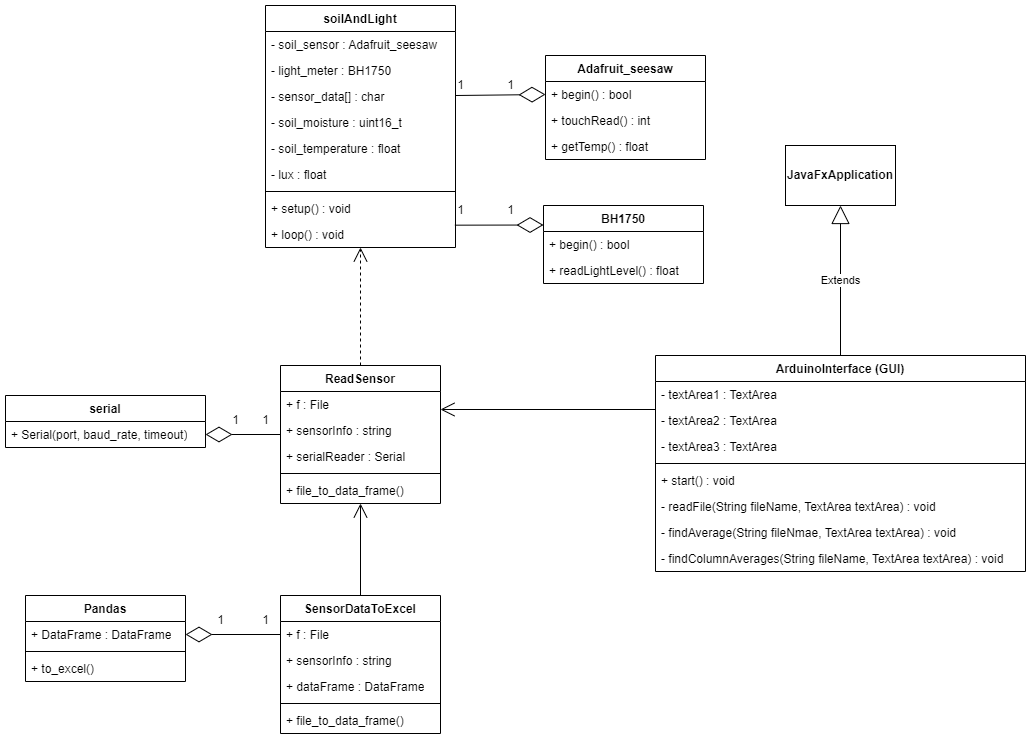 soilAndLight
- soil_sensor : Adafruit_seesaw
- light_meter : BH1750
- sensor_data[] : char
- soil_moisture : uint16_t
- soil_temperature : float
- lux : float
+ setup() : void
+ loop() : void
1
1
Adafruit_seesaw
+ begin() : bool
+ touchRead() : int
+ getTemp() : float
1
1
BH1750
+ begin() : bool
+ readLightLevel() : float
JavaFxApplication
Extends
ArduinoInterface (GUI)
- textArea1 : TextArea
- textArea2 : TextArea
- textArea3 : TextArea
+ start() : void
- readFile(String fileName, TextArea textArea) : void
- findAverage(String fileNmae, TextArea textArea) : void
- findColumnAverages(String fileName, TextArea textArea) : void
ReadSensor
+ f : File
+ sensorInfo : string
+ serialReader : Serial
+ file_to_data_frame()
serial
+ Serial(port, baud_rate, timeout)
1
1
Pandas
+ DataFrame : DataFrame
+ to_excel()
1
1
SensorDataToExcel
+ f : File
+ sensorInfo : string
+ dataFrame : DataFrame
+ file_to_data_frame()